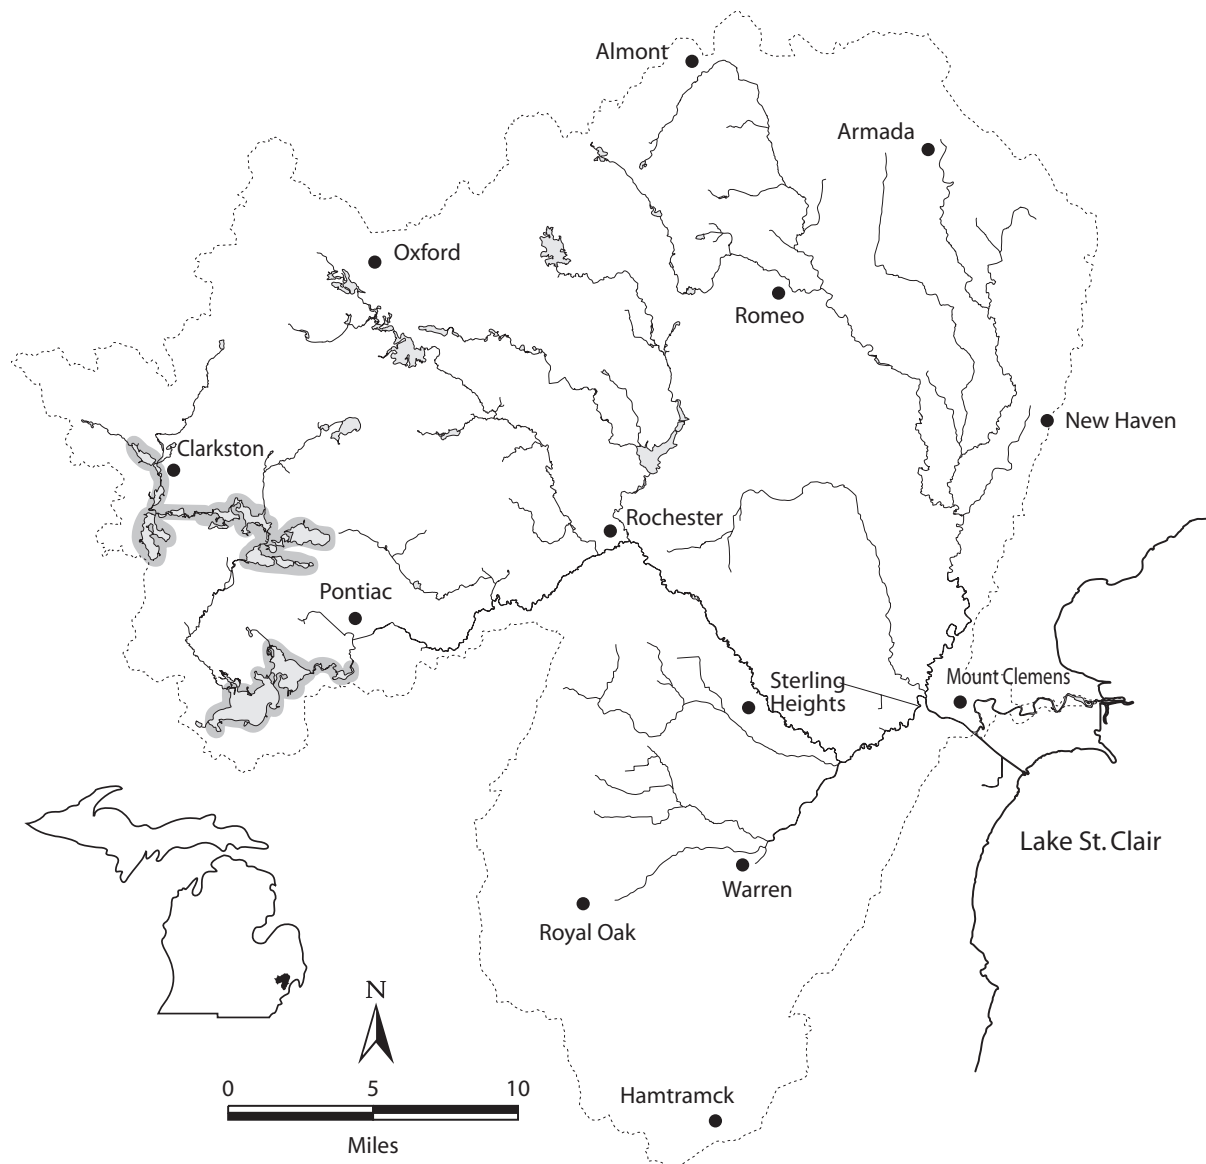 Almont
Armada
Oxford
Romeo
New Haven
Clarkston
Rochester
Pontiac
Mount Clemens
Sterling
Heights
Lake St. Clair
Warren
Royal Oak
N
0 5 10
Miles
Hamtramck